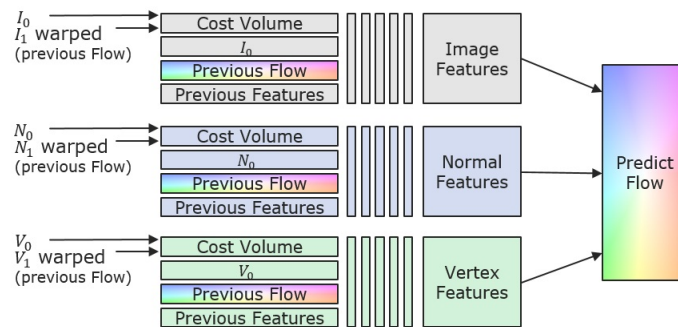 I₀
I₁ warped
(previous Flow)
Cost Volume
I₀
Previous Flow
Previous Features
Image
Features
N₀
N₁ warped
(previous Flow)
Cost Volume
N₀
Previous Flow
Previous Features
Normal
Features
V₀
V₁ warped
(previous Flow)
Cost Volume
V₀
Previous Flow
Previous Features
Vertex
Features
Predict
Flow